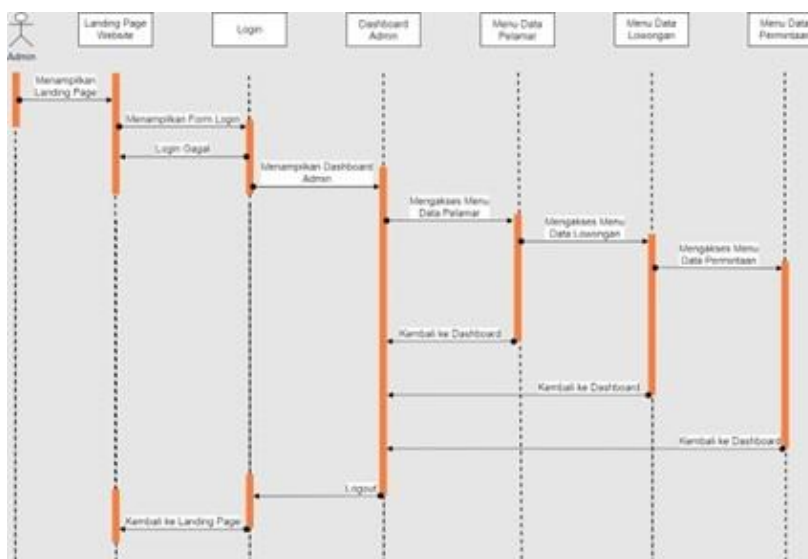 Admin
Landing Page
Website
Login
Dashboard
Admin
Menu Data
Pelamar
Menu Data
Lowongan
Menu Data
Permintaan
Menampilkan
Landing Page
Menampilkan Form Login
Login Gagal
Menampilkan Dashboard
Admin
Mengakses Menu
Data Pelamar
Mengakses Menu
Data Lowongan
Mengakses Menu
Data Permintaan
Kembali ke Dashboard
Kembali ke Dashboard
Kembali ke Dashboard
Logout
Kembali ke Landing Page